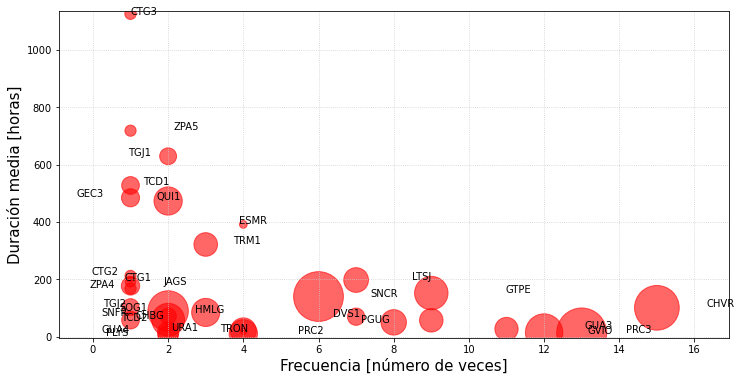 CTG3
1000
ZPA5
800
TGJ1
600
TCD1
GEC3
QUI1
400
ESMR
TRM1
CTG2
CTG1
LTSJ
200
ZPA4
JAGS
SNCR
GTPE
TGJ2
SOG1
HMLG
CHVR
SNFR
TCD2
CHBG
DVS1
PGUG
GUA4
URA1
TRON
PRC2
GUA3
PRC3
GVIO
0
0 2 4 6 8 10 12 14 16
Frecuencia [número de veces]
Duración media [horas]